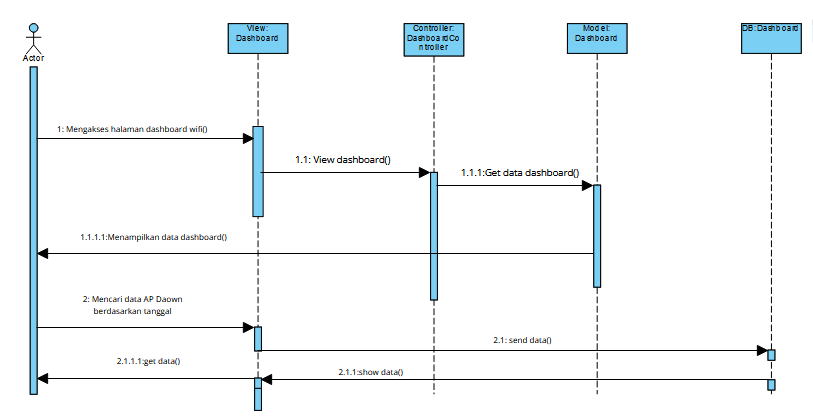 View:
Dashboard
Controller:
DashboardCo
ntroller
Model:
Dashboard
DB:Dashboard
Actor
1: Mengakses halaman dashboard wifi()
1.1: View dashboard()
1.1.1:Get data dashboard()
1.1.1.1:Menampilkan data dashboard()
2: Mencari data AP Daown
berdasarkan tanggal
2.1: send data()
2.1.1.1:get data()
2.1.1:show data()